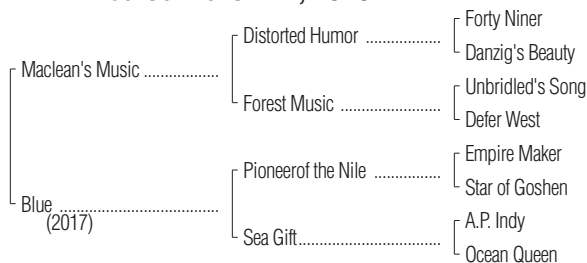 Forty Niner
Distorted Humor ..................
Danzig's Beauty
Maclean's Music ..................
Unbridled's Song
Forest Music ........................
Defer West
Empire Maker
Pioneerof the Nile ................
Star of Goshen
Blue ......................................
(2017)
A.P. Indy
Sea Gift..................................
Ocean Queen